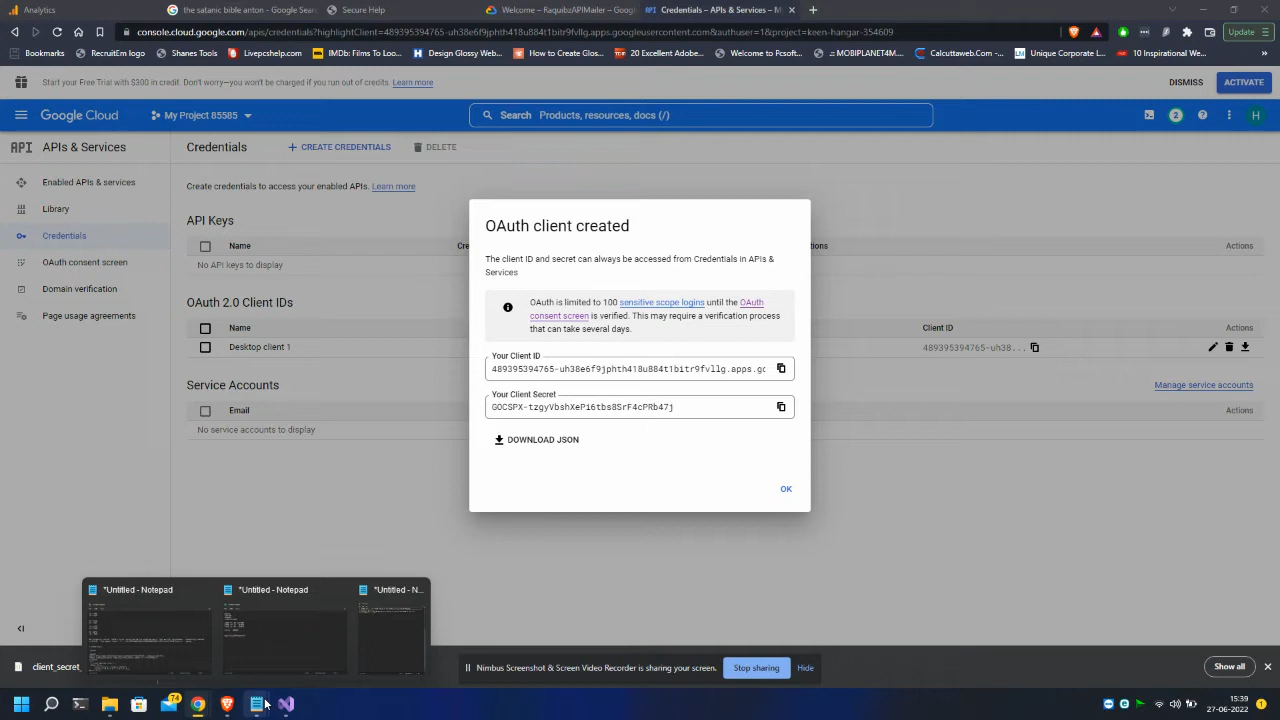 Analytics
the satanic bible anton - Google Sear
Secure Help
Welcome – RaquibzAPIMailer – Goog
Credentials – APIs & Services – M
console.cloud.google.com/apis/credentials?highlightClient=489395394765-uh38e6f9jphth418u884t1bitr9fvllg.apps.googleusercontent.com&authuser=1&project=keen-hangar-354609
Update
Bookmarks
RecruitEm logo
Shares Tools
Livepcshelp.com
IMDb: Films To Loo...
Design Glossy Web...
How to Create Glos...
20 Excellent Adobe...
Welcome to Pcsoft...
.:: MOBIPLANET4M...
CalcuttaWeb.Com -...
Unique Corporate L...
10 Inspirational We...
Start your Free Trial with $300 in credit. Don't worry—you won't be charged if you run out of credits. Learn more
DISMISS
ACTIVATE
Google Cloud
My Project 85585
Search Products, resources, docs (/)
2
H
API APIs & Services
Credentials
+ CREATE CREDENTIALS
DELETE
Enabled APIs & services
Library
Credentials
OAuth consent screen
Domain verification
Page usage agreements
Create credentials to access your enabled APIs. Learn more
API Keys
Name
Cre
tions
Actions
No API keys to display
OAuth 2.0 Client IDs
Name
Client ID
Actions
Desktop client 1
489395394765-uh38...
Service Accounts
Manage service accounts
Email
Actions
No service accounts to display
OAuth client created
The client ID and secret can always be accessed from Credentials in APIs &
Services
OAuth is limited to 100 sensitive scope logins until the OAuth
consent screen is verified. This may require a verification process
that can take several days.
Your Client ID
489395394765-uh38e6f9jphth418u884t1bitr9fvllg.apps.gc
Your Client Secret
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
DOWNLOAD JSON
OK
*Untitled - Notepad
*Untitled - Notepad
*Untitled - N...
client_secret_
Nimbus Screenshot & Screen Video Recorder is sharing your screen.
Stop sharing
Hide
Show all
74
15:39
27-06-2022
1